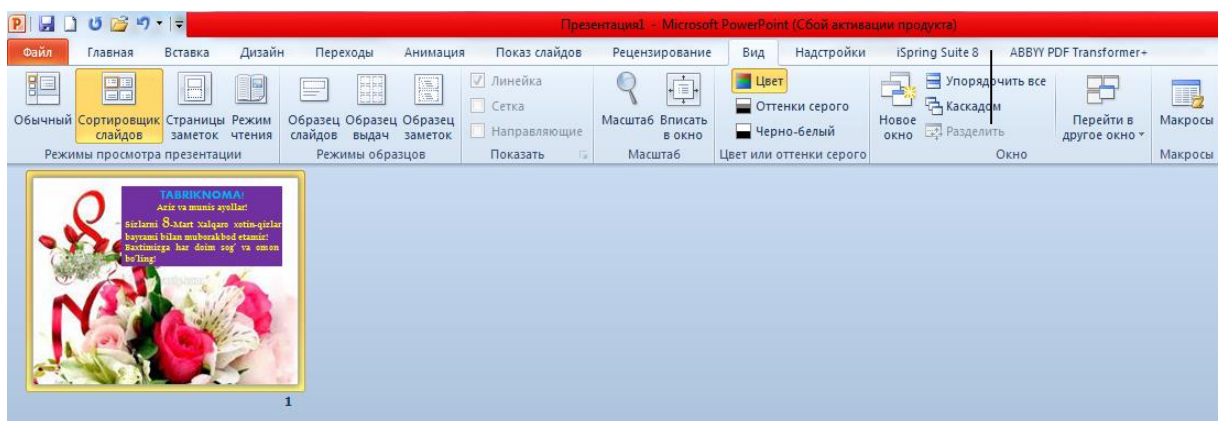 Презентация1 - Microsoft PowerPoint (Сбой активации продукта)
Файл Главная Вставка Дизайн Переходы Анимация Показ слайдов Рецензирование Вид Надстройки iSpring Suite 8 ABBYY PDF Transformer+
Обычный Сортировщик слайдов Страницы заметок Режим чтения
Режимы просмотра презентации
Образец слайдов Образец выдач Образец заметок
Режимы образцов
Линейка
Сетка
Направляющие
Показать
Масштаб Вписать в окно
Масштаб
Цвет
Оттенки серого
Черно-белый
Цвет или оттенки серого
Новое окно
Упорядочить все
Каскадом
Разделить
Перейти в другое окно
Окно
Макросы
Макросы
TABRIKNOMA!
Aziz va munis ayollar!
Sizlarni 8-Mart Xalqaro xotin-qizlar
bayrami bilan muborakbod etamiz!
Baxtimizga har doim sog' va omon
bo'ling!
1